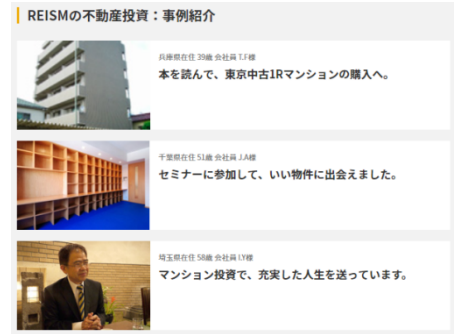 REISMの不動産投資：事例紹介
兵庫県在住 39歳 会社員 T.F様
本を読んで、東京中古1Rマンションの購入へ。
千葉県在住 51歳 会社員 J.A様
セミナーに参加して、いい物件に出会えました。
埼玉県在住 58歳 会社員 I.Y様
マンション投資で、充実した人生を送っています。